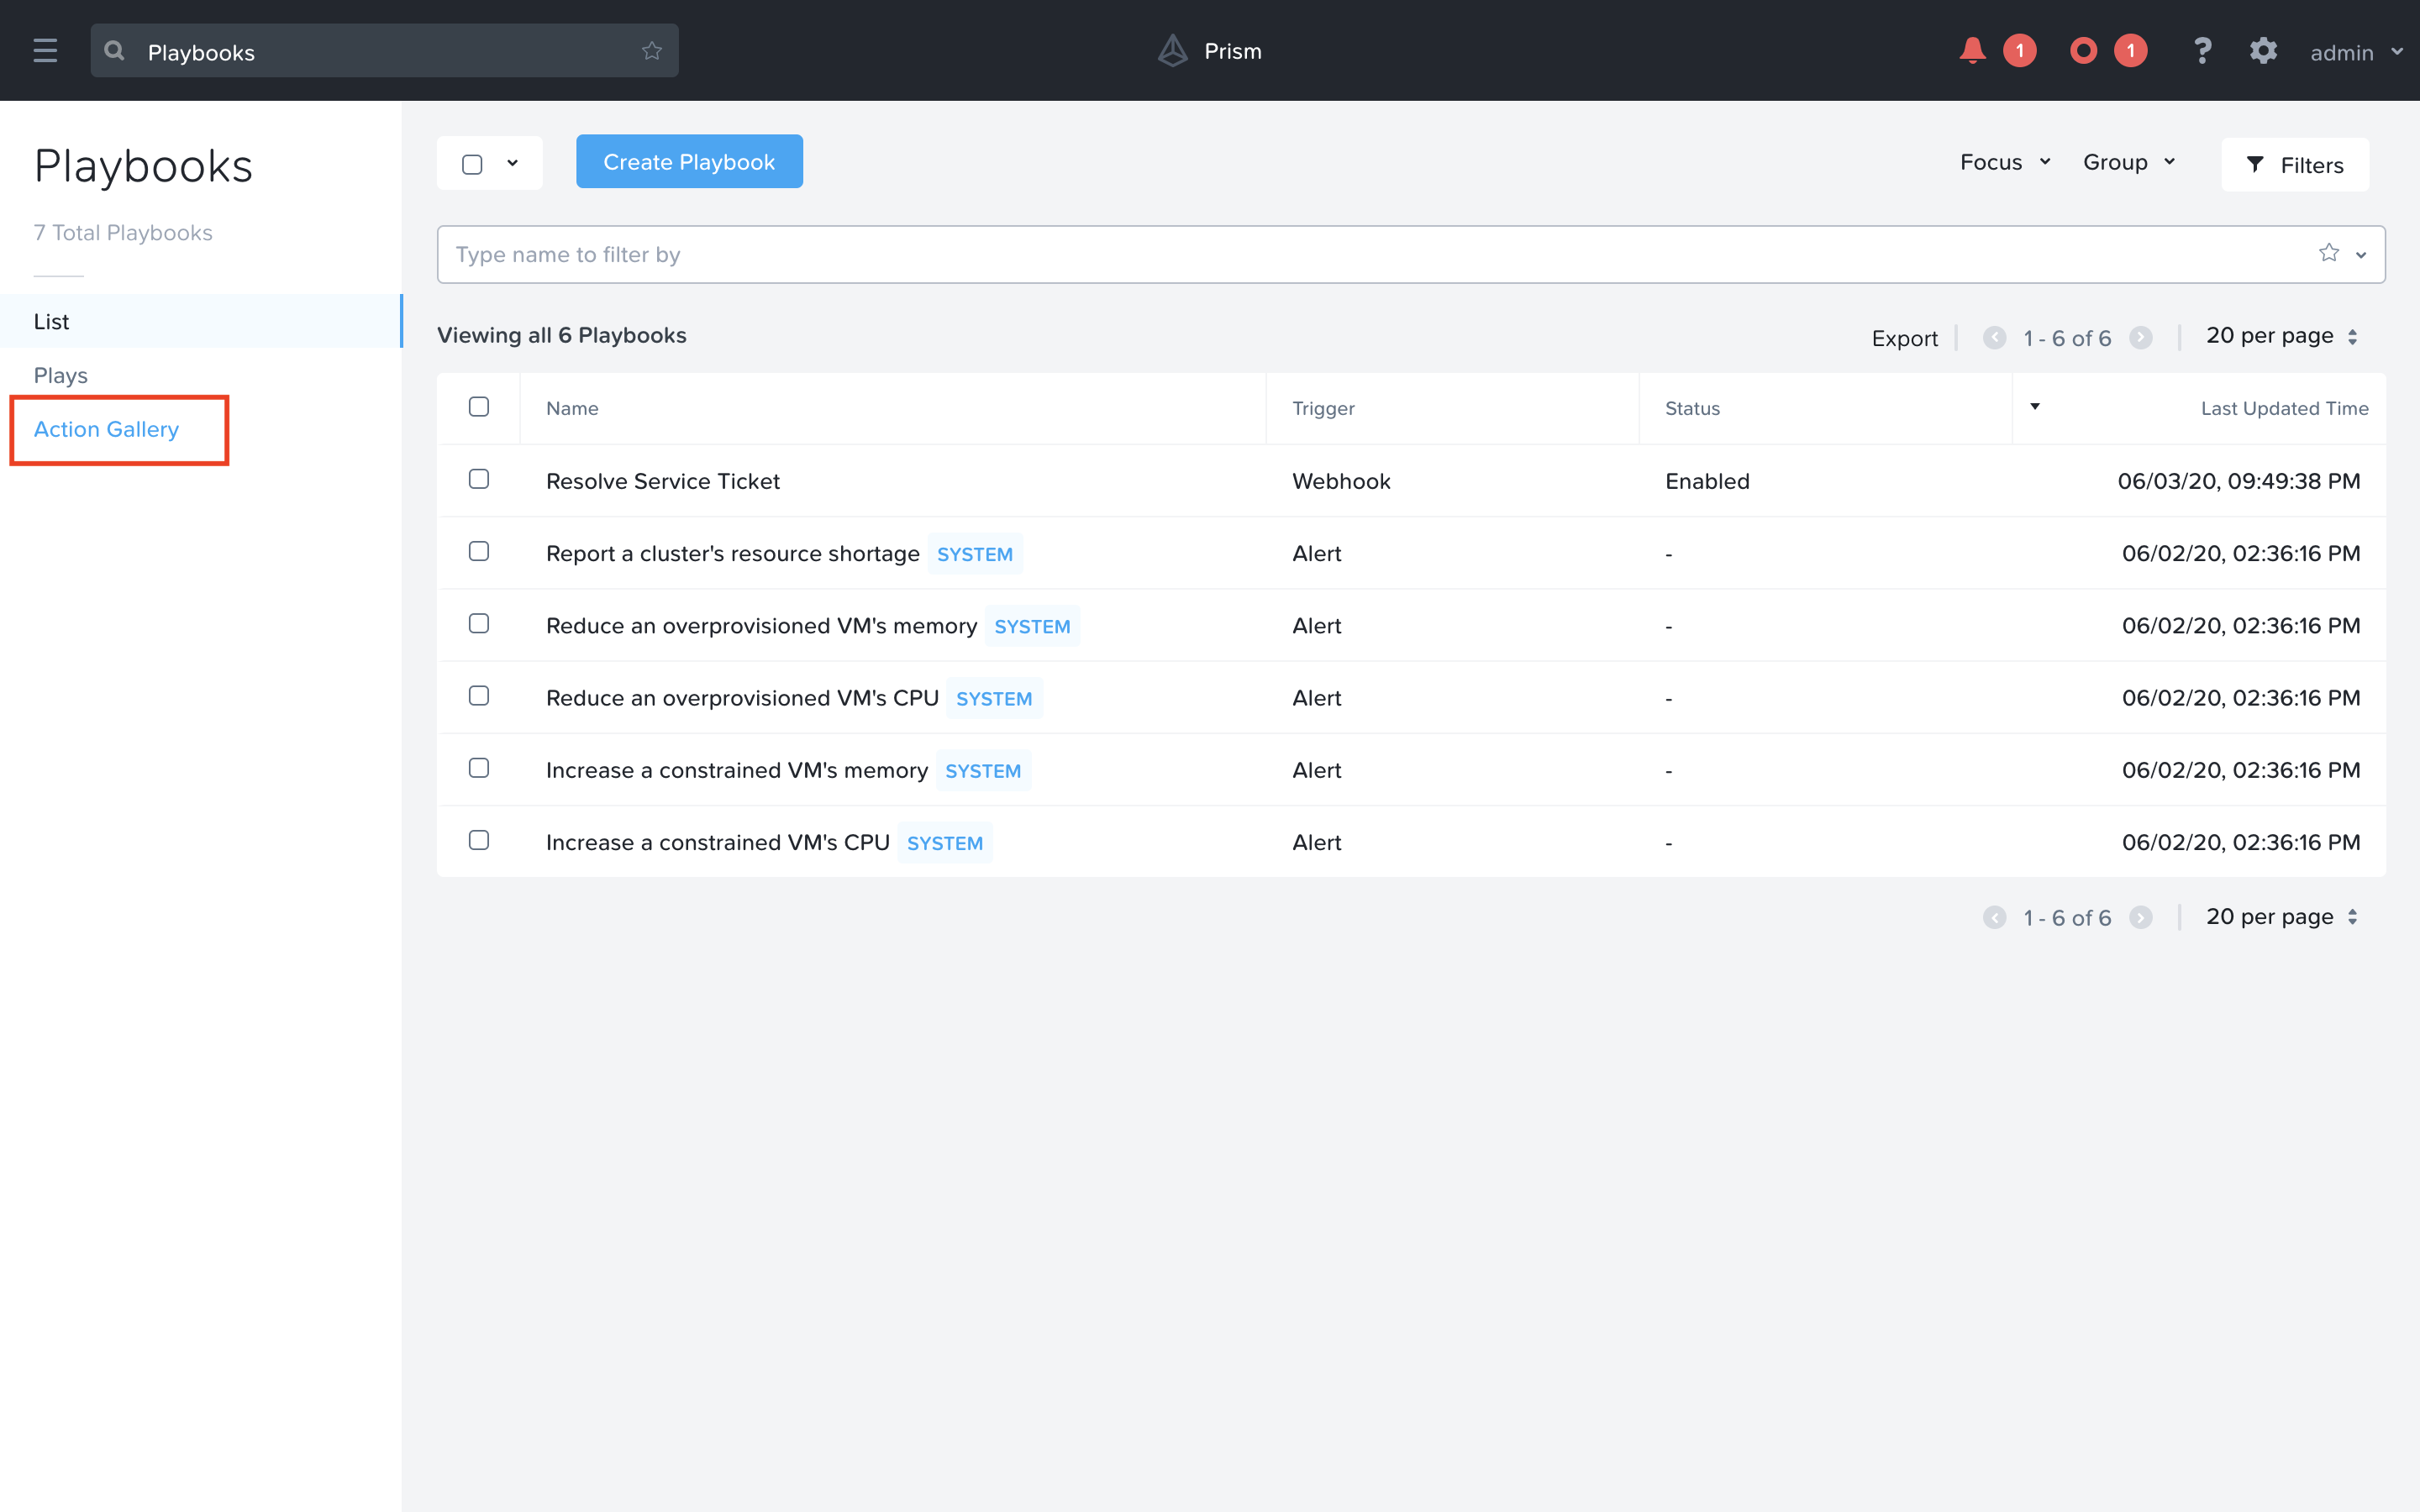 Playbooks
Prism
1
1
?
admin
Playbooks
7 Total Playbooks
List
Plays
Action Gallery
Create Playbook
Focus
Group
Filters
Type name to filter by
Viewing all 6 Playbooks
Export
1 - 6 of 6
20 per page
Name Trigger Status Last Updated Time
Resolve Service Ticket Webhook Enabled 06/03/20, 09:49:38 PM
Report a cluster's resource shortage SYSTEM Alert - 06/02/20, 02:36:16 PM
Reduce an overprovisioned VM's memory SYSTEM Alert - 06/02/20, 02:36:16 PM
Reduce an overprovisioned VM's CPU SYSTEM Alert - 06/02/20, 02:36:16 PM
Increase a constrained VM's memory SYSTEM Alert - 06/02/20, 02:36:16 PM
Increase a constrained VM's CPU SYSTEM Alert - 06/02/20, 02:36:16 PM
1 - 6 of 6
20 per page